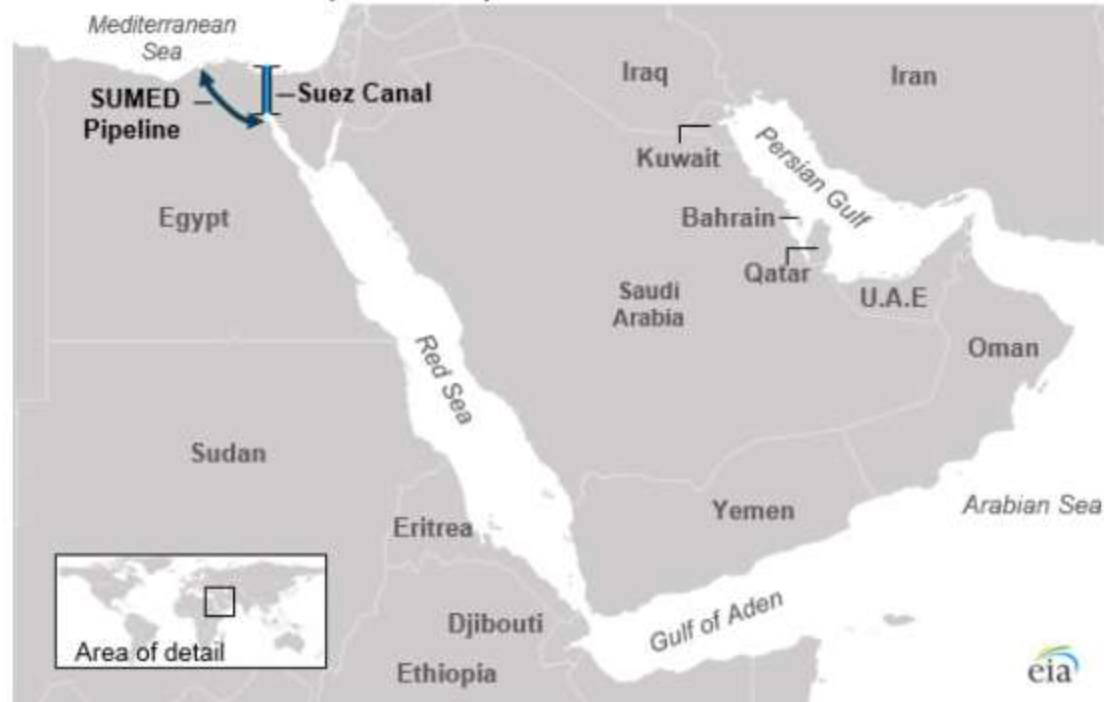 Mediterranean
Sea
SUMED
Pipeline
Suez Canal
Iraq
Iran
Kuwait
Persian Gulf
Egypt
Bahrain
Qatar
Saudi
Arabia
U.A.E
Oman
Red Sea
Sudan
Yemen
Arabian Sea
Eritrea
Djibouti
Gulf of Aden
Ethiopia
Area of detail
eia